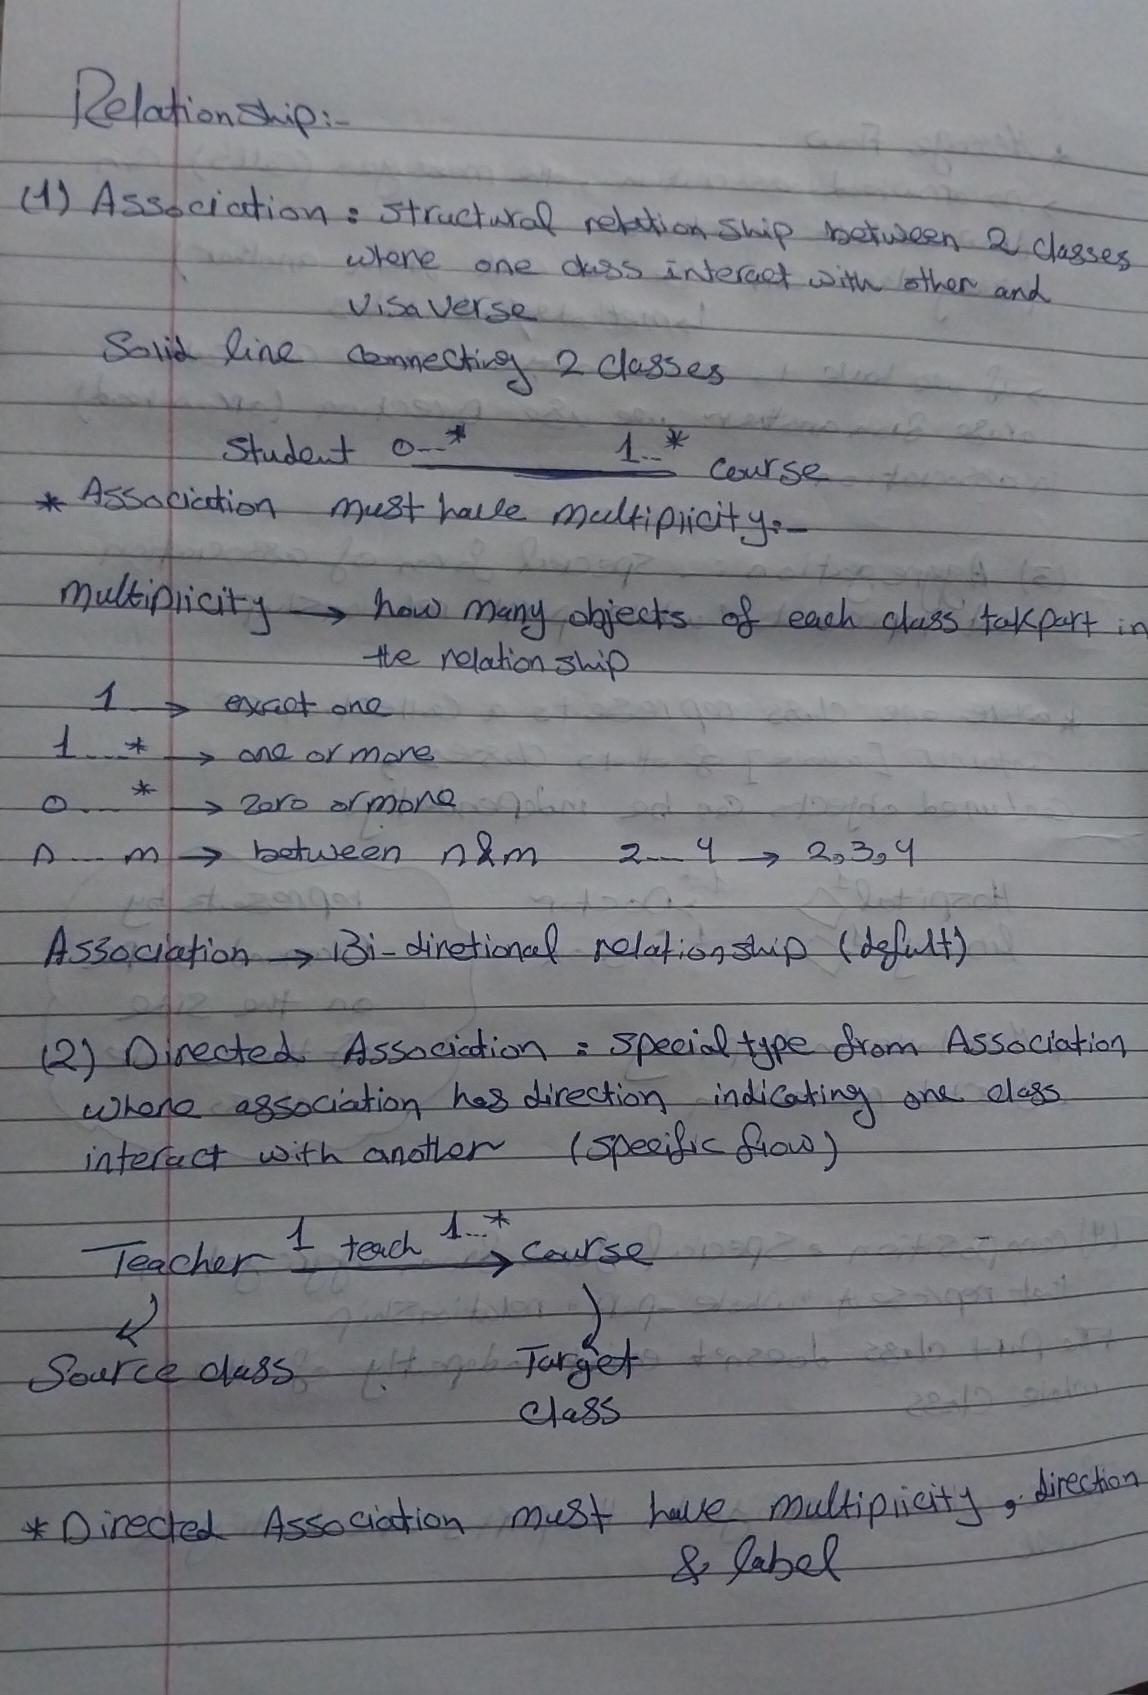 Relationship:-
(1) Association : structural relationship between 2 classes
where one class interact with other and
visa verse
Solid line connecting 2 classes
Student 0...* 1..* course
* Association must have multiplicity:-
multiplicity → how many objects of each class tak part in
the relationship
1 → exact one
1...* → one or more
0...* → zero or more
n...m → between n&m 2...4 → 2,3,4
Association → Bi-diretional relationship (defult)
(2) Directed Association : special type from Association
where association has direction indicating one class
interact with another (specific flow)
Teacher 1 teach 1...* course
Source class Target
class
* Directed Association must have multiplicity, direction
& label